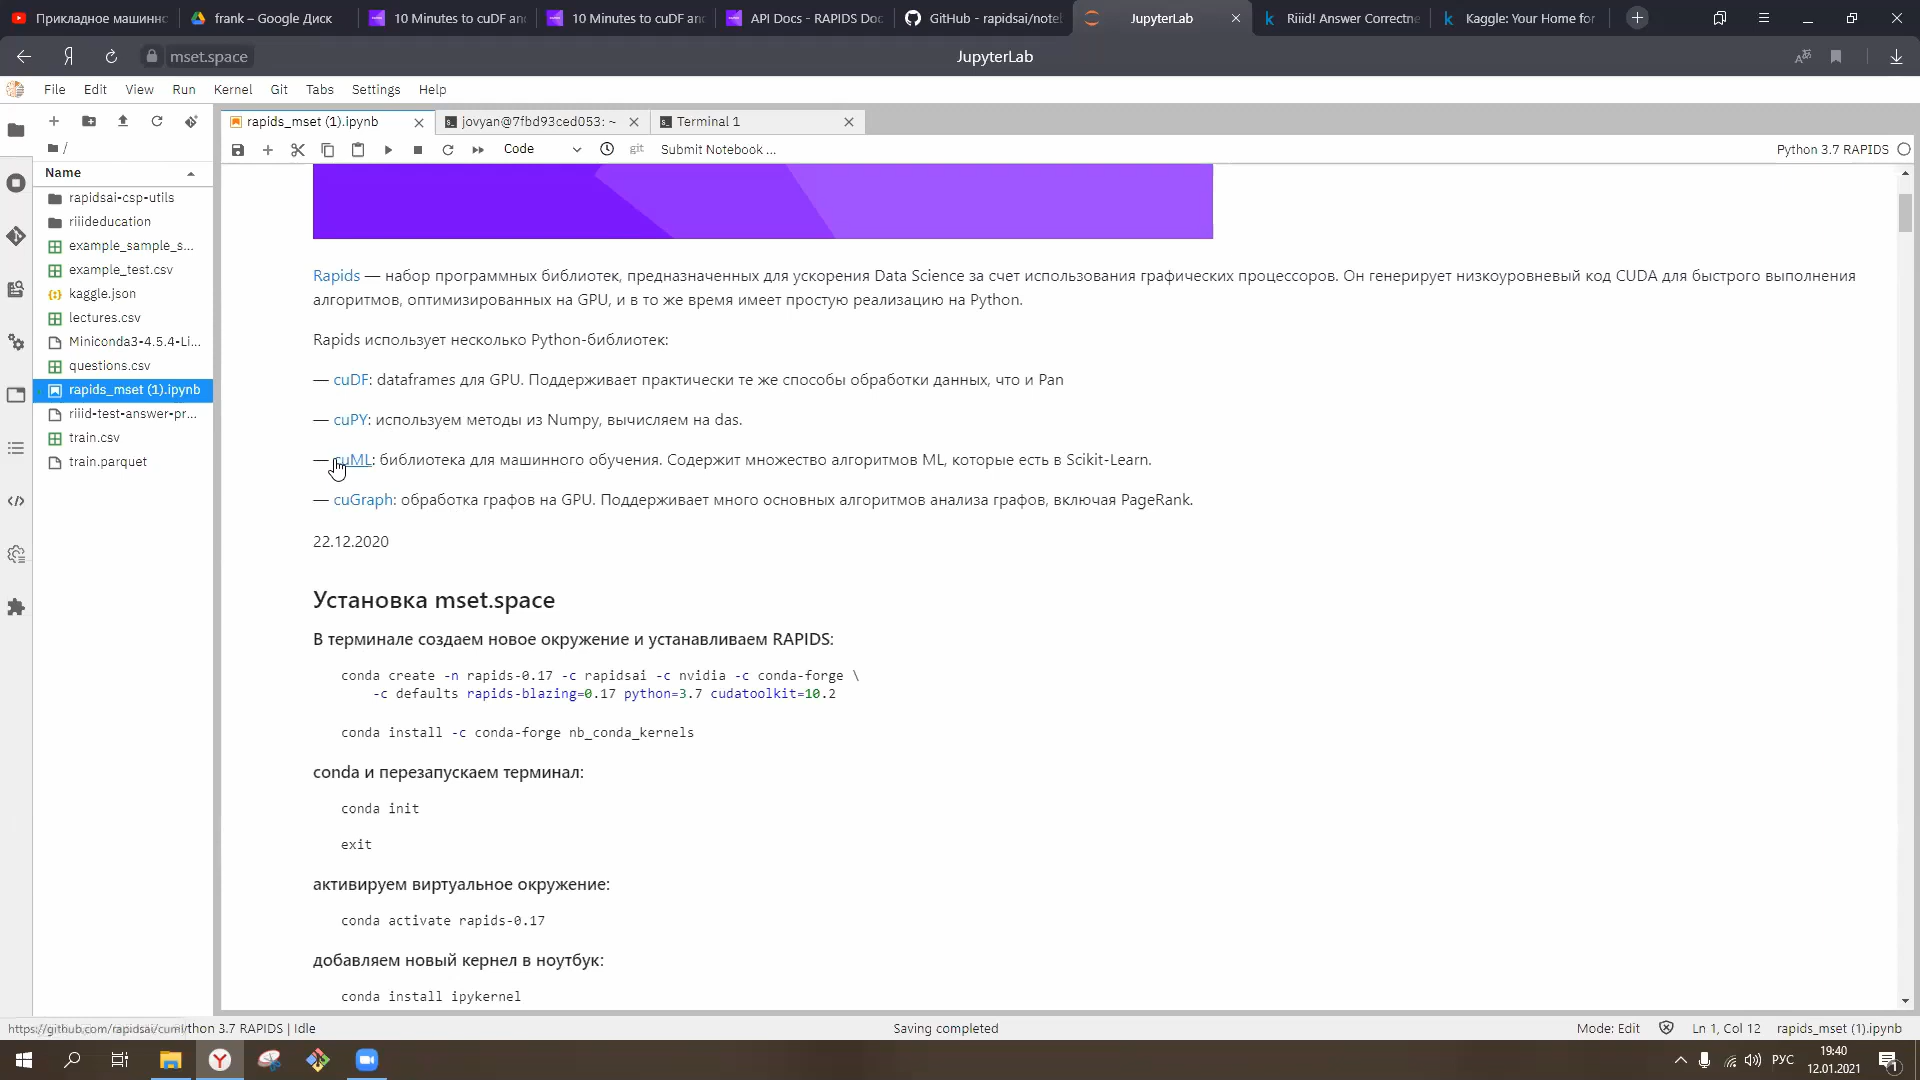 Прикладное машинно
frank – Google Диск
10 Minutes to cuDF and
10 Minutes to cuDF and
API Docs - RAPIDS Doc
GitHub - rapidsai/note
JupyterLab
Riiid! Answer Correctne
Kaggle: Your Home for
mset.space
JupyterLab
File Edit View Run Kernel Git Tabs Settings Help
rapids_mset (1).ipynb
jovyan@7fbd93ced053: ~
Terminal 1
/
Code
git
Submit Notebook ...
Python 3.7 RAPIDS
Name
rapidsai-csp-utils
riiideducation
example_sample_s...
example_test.csv
kaggle.json
lectures.csv
Miniconda3-4.5.4-Li...
questions.csv
rapids_mset (1).ipynb
riiid-test-answer-pr...
train.csv
train.parquet
Rapids — набор программных библиотек, предназначенных для ускорения Data Science за счет использования графических процессоров. Он генерирует низкоуровневый код CUDA для быстрого выполнения
алгоритмов, оптимизированных на GPU, и в то же время имеет простую реализацию на Python.
Rapids использует несколько Python-библиотек:
— cuDF: dataframes для GPU. Поддерживает практически те же способы обработки данных, что и Pan
— cuPY: используем методы из Numpy, вычисляем на das.
— cuML: библиотека для машинного обучения. Содержит множество алгоритмов ML, которые есть в Scikit-Learn.
— cuGraph: обработка графов на GPU. Поддерживает много основных алгоритмов анализа графов, включая PageRank.
22.12.2020
Установка mset.space
В терминале создаем новое окружение и устанавливаем RAPIDS:
conda create -n rapids-0.17 -c rapidsai -c nvidia -c conda-forge \
-c defaults rapids-blazing=0.17 python=3.7 cudatoolkit=10.2
conda install -c conda-forge nb_conda_kernels
conda и перезапускаем терминал:
conda init
exit
активируем виртуальное окружение:
conda activate rapids-0.17
добавляем новый кернел в ноутбук:
conda install ipykernel
https://github.com/rapidsai/cuml/thon 3.7 RAPIDS | Idle
Saving completed
Mode: Edit
Ln 1, Col 12
rapids_mset (1).ipynb
РУС
19:40
12.01.2021
1